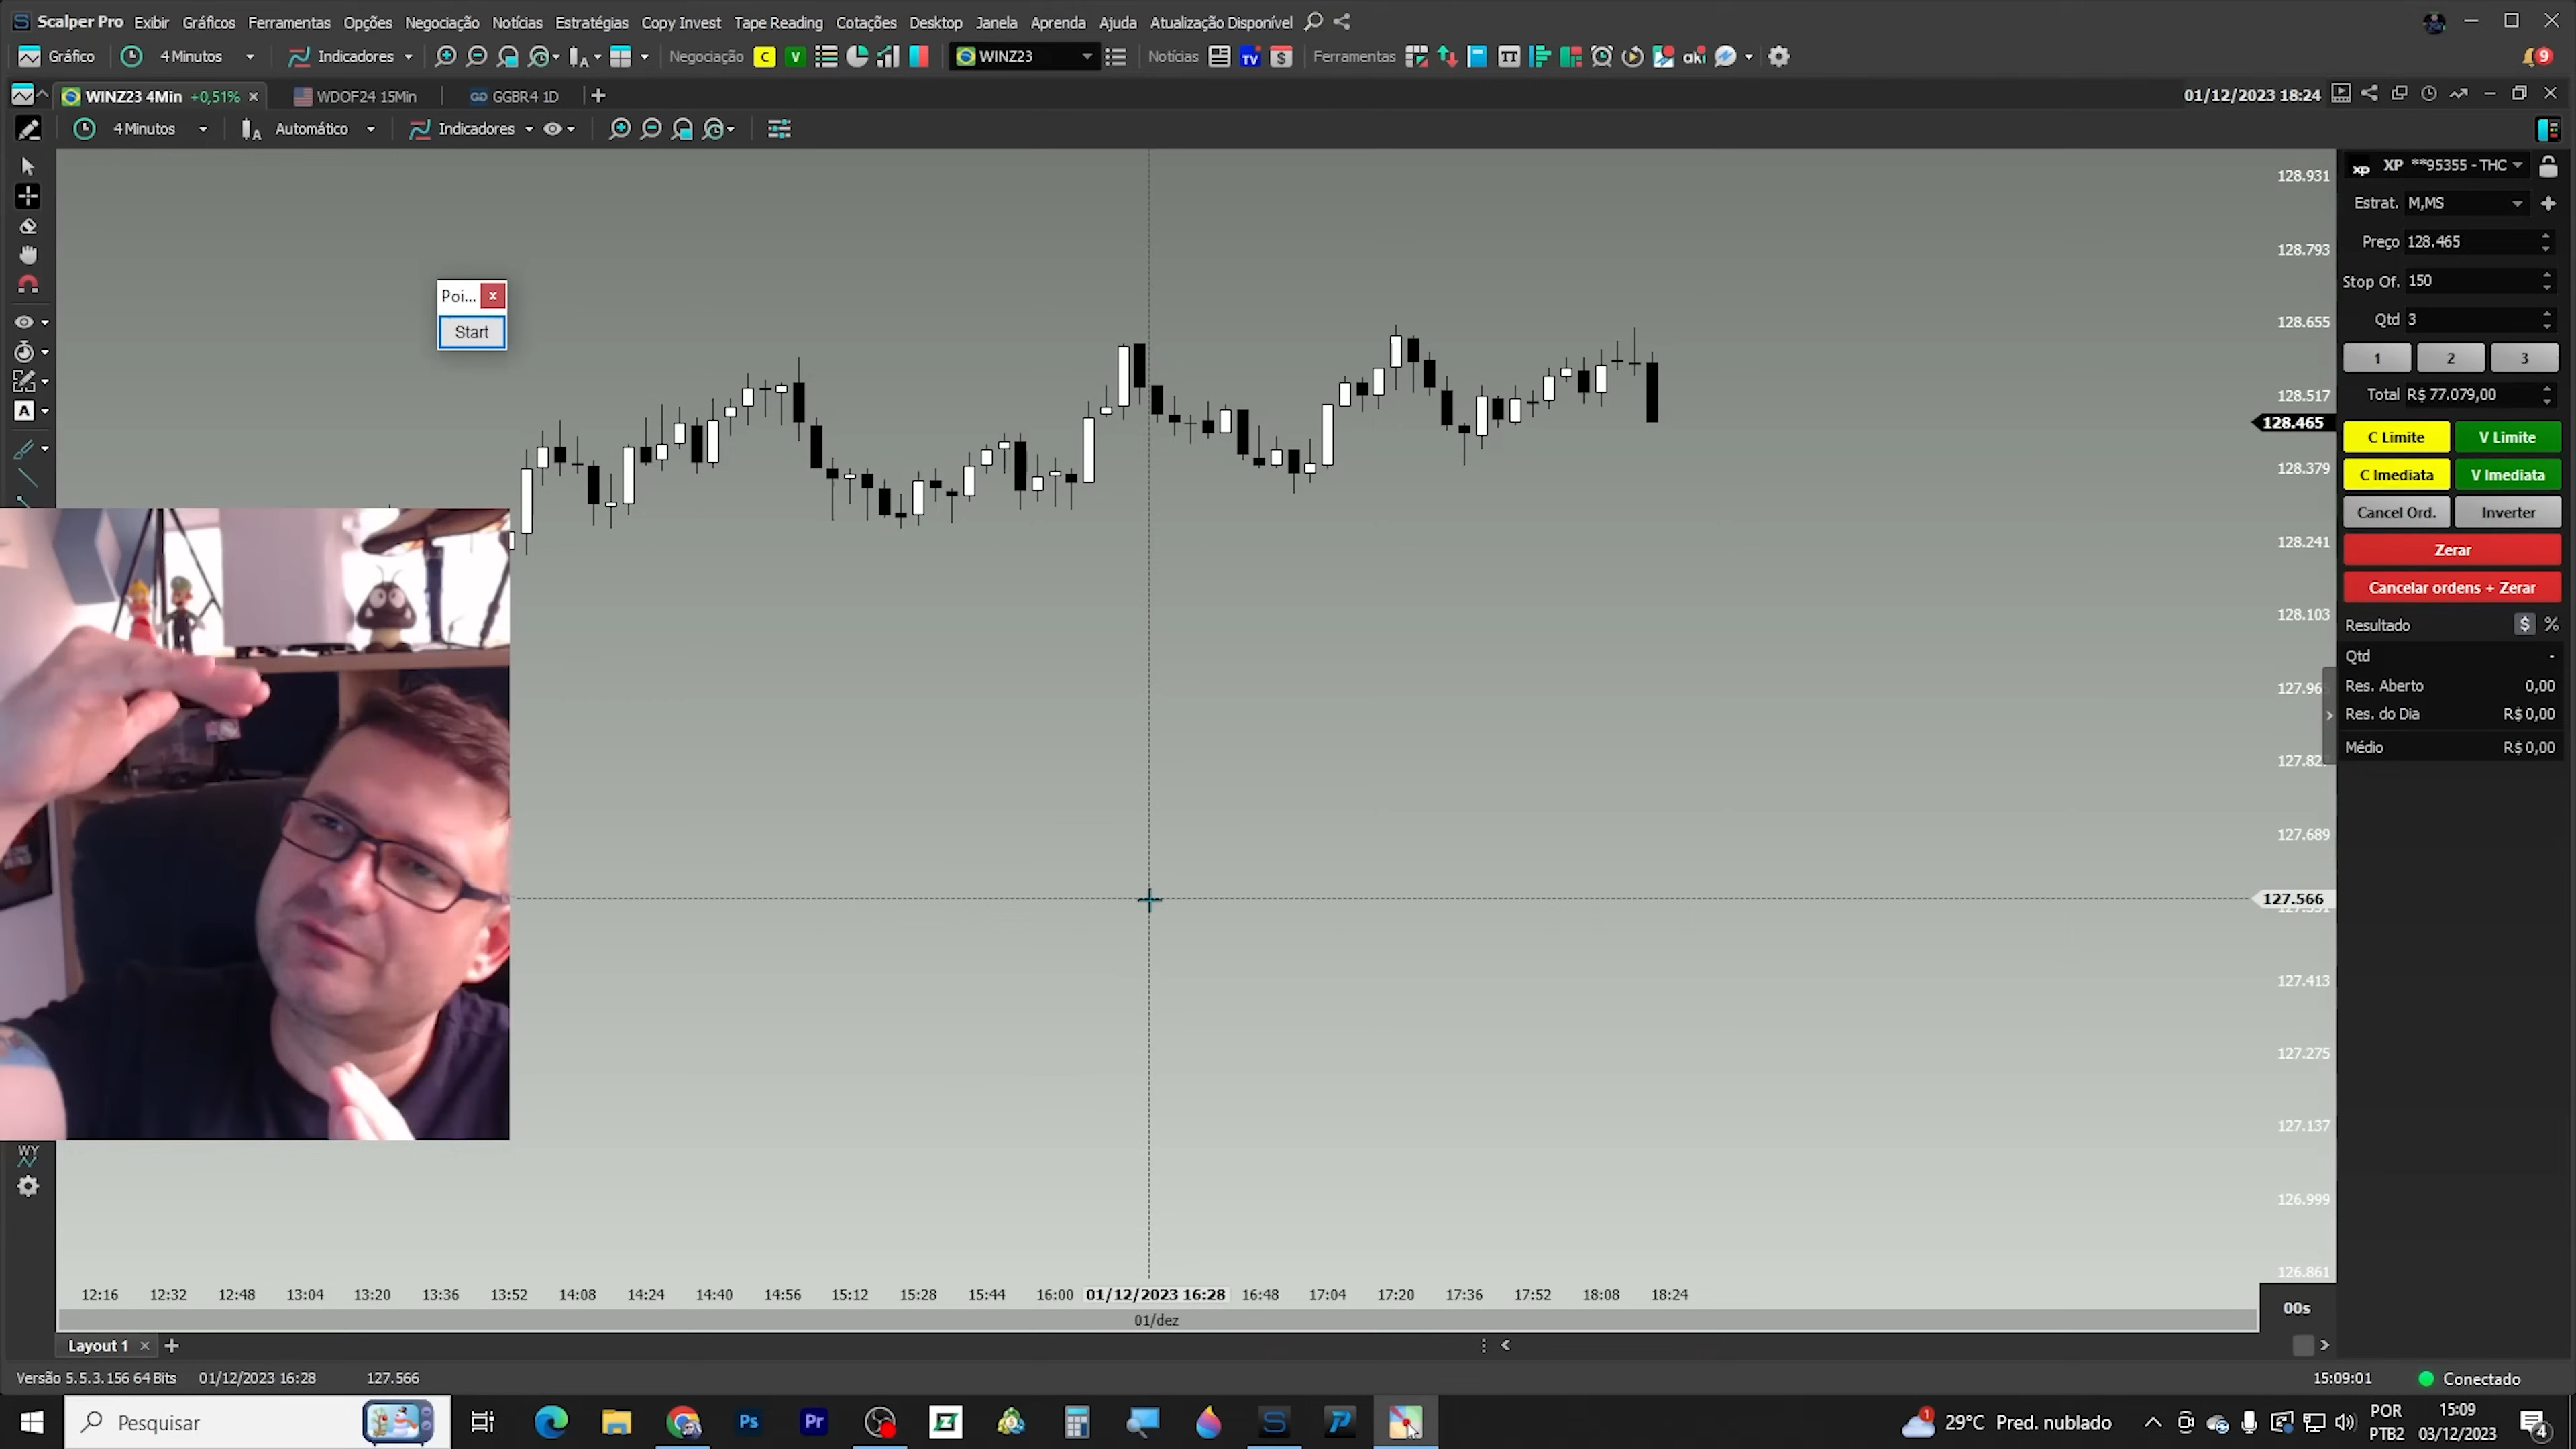 Scalper Pro Exibir Gráficos Ferramentas Opções Negociação Notícias Estratégias Copy Invest Tape Reading Cotações Desktop Janela Aprenda Ajuda Atualização Disponível
Gráfico 4 Minutos Indicadores Negociação C V WINZ23 Notícias TV $ Ferramentas aki 9
WINZ23 4Min +0,51% WDOF24 15Min GGBR4 1D 01/12/2023 18:24
4 Minutos Automático Indicadores
XP **95355 - THC
Estrat. M,MS
Preço 128.465
Stop Of. 150
Qtd 3
1 2 3
Total R$ 77.079,00
C Limite V Limite
C Imediata V Imediata
Cancel Ord. Inverter
Zerar
Cancelar ordens + Zerar
Resultado $ %
Qtd -
Res. Aberto 0,00
Res. do Dia R$ 0,00
Médio R$ 0,00
Poi... x
Start
A
WY
128.931
128.793
128.655
128.517
128.465
128.379
128.241
128.103
127.689
127.566
127.413
127.275
127.137
126.999
126.861
12:16 12:32 12:48 13:04 13:20 13:36 13:52 14:08 14:24 14:40 14:56 15:12 15:28 15:44 16:00 01/12/2023 16:28 16:48 17:04 17:20 17:36 17:52 18:08 18:24
00s
01/dez
Layout 1
Versão 5.5.3.156 64 Bits 01/12/2023 16:28 127.566 15:09:01 Conectado
Pesquisar Ps Pr 1 29°C Pred. nublado POR 15:09
PTB2 03/12/2023 4